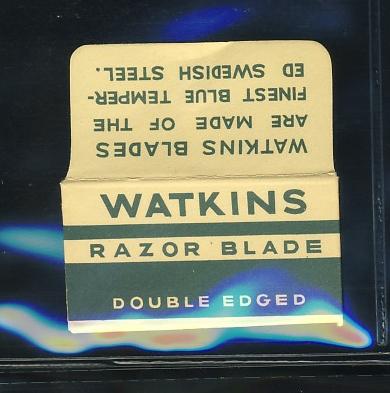 WATKINS BLADES
ARE MADE OF THE
FINEST BLUE TEMPER-
ED SWEDISH STEEL.
WATKINS
RAZOR BLADE
DOUBLE EDGED